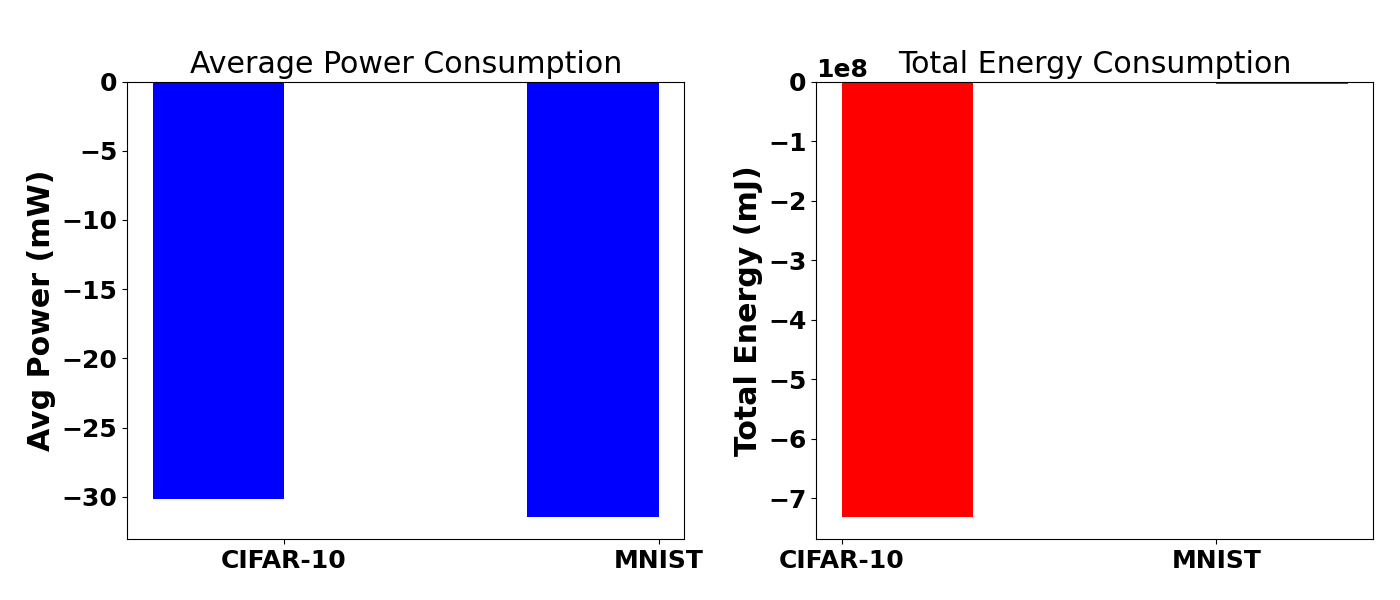 Average Power Consumption
Avg Power (mW)
0
−5
−10
−15
−20
−25
−30
CIFAR-10
MNIST
Total Energy Consumption
1e8
Total Energy (mJ)
0
−1
−2
−3
−4
−5
−6
−7
CIFAR-10
MNIST